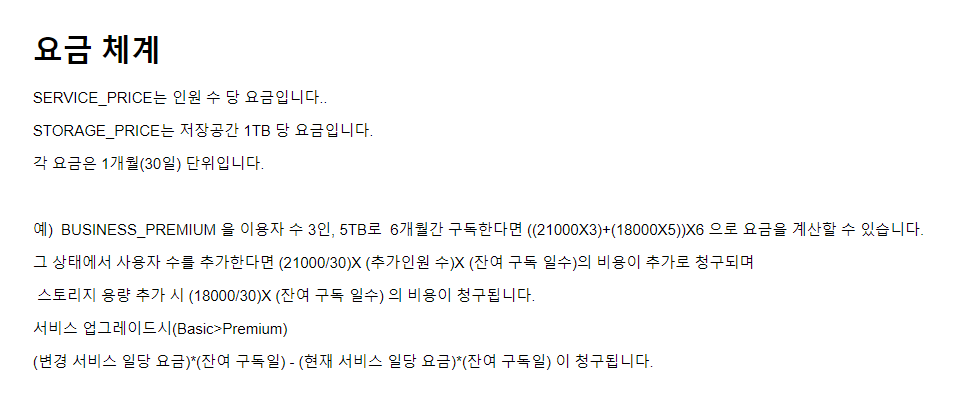 요금 체계
SERVICE_PRICE는 인원 수 당 요금입니다..
STORAGE_PRICE는 저장공간 1TB 당 요금입니다.
각 요금은 1개월(30일) 단위입니다.
예) BUSINESS_PREMIUM 을 이용자 수 3인, 5TB로 6개월간 구독한다면 ((21000X3)+(18000X5))X6 으로 요금을 계산할 수 있습니다.
그 상태에서 사용자 수를 추가한다면 (21000/30)X (추가인원 수)X (잔여 구독 일수)의 비용이 추가로 청구되며
스토리지 용량 추가 시 (18000/30)X (잔여 구독 일수) 의 비용이 청구됩니다.
서비스 업그레이드시(Basic>Premium)
(변경 서비스 일당 요금)*(잔여 구독일) - (현재 서비스 일당 요금)*(잔여 구독일) 이 청구됩니다.